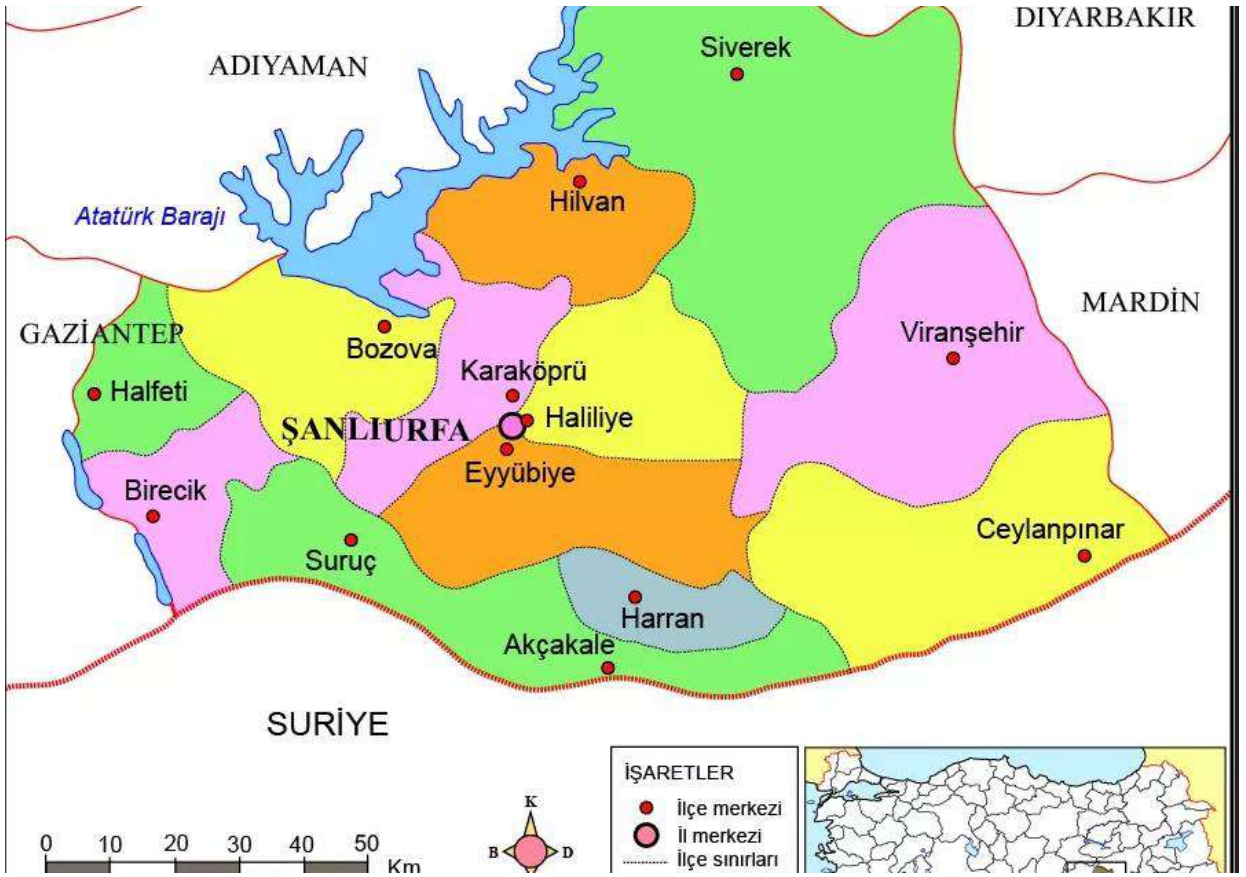 DIYARBAKIR
Siverek
ADIYAMAN
Hilvan
Atatürk Barajı
MARDİN
GAZİANTEP
Viranşehir
Bozova
Karaköprü
Halfeti
Haliliye
ŞANLIURFA
Eyyübiye
Birecik
Ceylanpınar
Suruç
Harran
Akçakale
SURİYE
İŞARETLER
İlçe merkezi
İl merkezi
İlçe sınırları
K
B D
0 10 20 30 40 50
Km